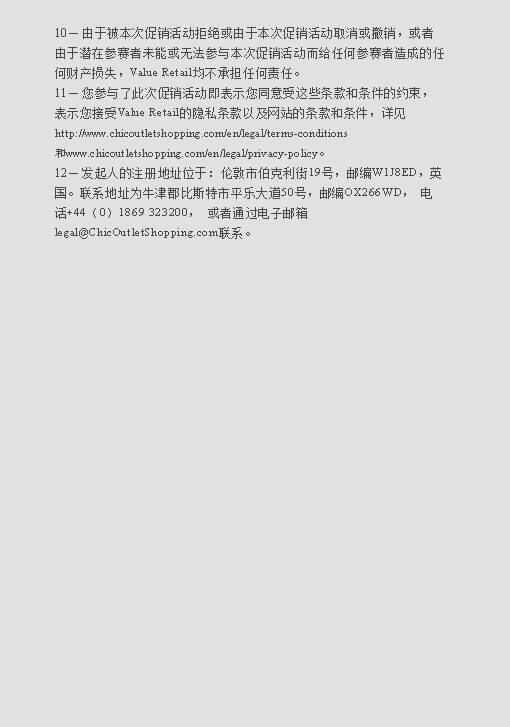 10— 由于被本次促销活动拒绝或由于本次促销活动取消或撤销，或者
由于潜在参赛者未能或无法参与本次促销活动而给任何参赛者造成的任
何财产损失，Value Retail均不承担任何责任。
11— 您参与了此次促销活动即表示您同意受这些条款和条件的约束，
表示您接受Value Retail的隐私条款以及网站的条款和条件，详见
http://www.chicoutletshopping.com/en/legal/terms-conditions
和www.chicoutletshopping.com/en/legal/privacy-policy。
12— 发起人的注册地址位于：伦敦市伯克利街19号，邮编W1J8ED，英
国。联系地址为牛津郡比斯特市平乐大道50号，邮编OX266WD， 电
话+44（0）1869 323200， 或者通过电子邮箱
legal@ChicOutletShopping.com联系。